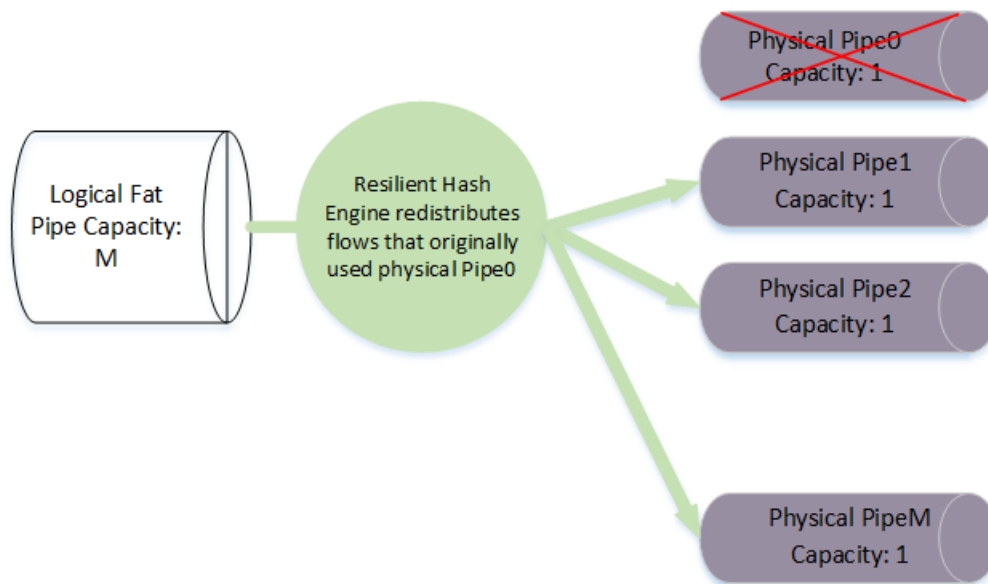 Physical Pipe0
Capacity: 1
Physical Pipe1
Capacity: 1
Logical Fat
Pipe Capacity:
M
Resilient Hash
Engine redistributes
flows that originally
used physical Pipe0
Physical Pipe2
Capacity: 1
Physical PipeM
Capacity: 1